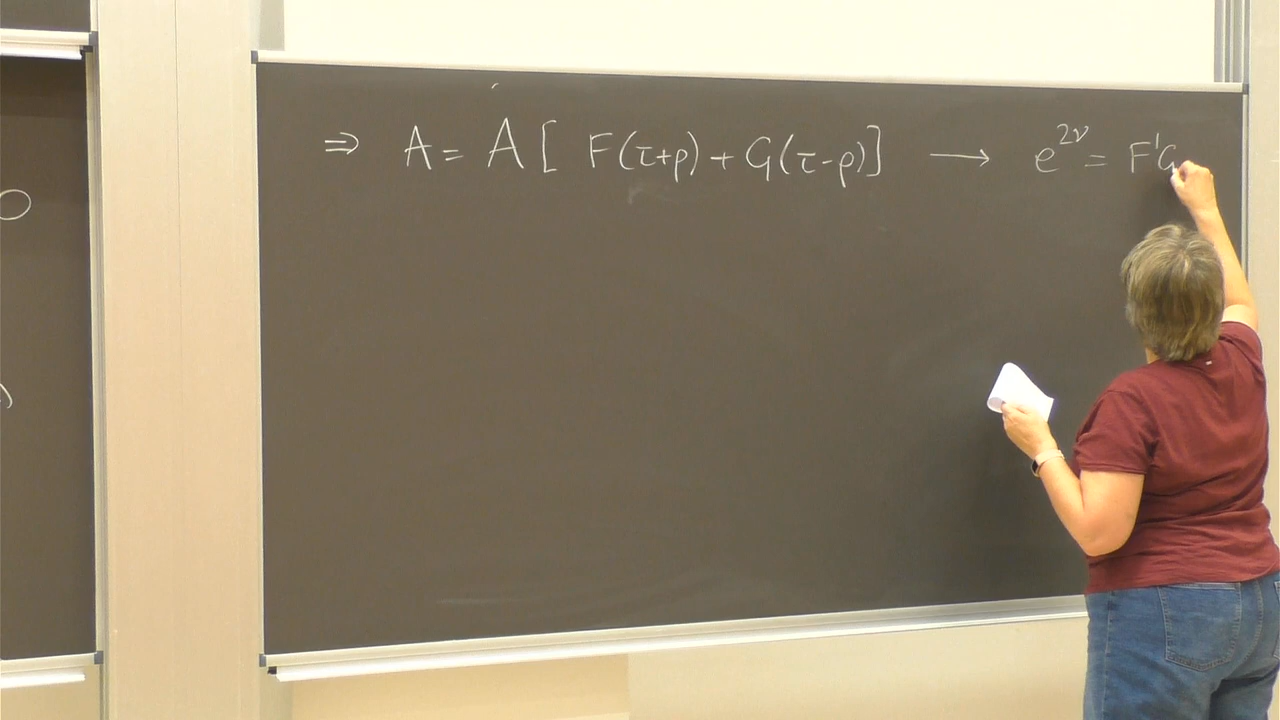 ⇒ A = A [ F(τ+ρ) + G(τ-ρ) ] ⟶ e^{2ν} = F'G